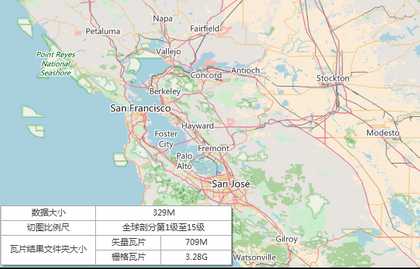 Napa
Fairfield
Petaluma
Point Reyes
National
Seashore
Vallejo
Concord
Antioch
Stockton
Berkeley
San Francisco
Hayward
Modesto
Foster
City
Fremont
Palo
Alto
San Jose
Gilroy
Watsonville
数据大小 329M
切图比例尺 全球剖分第1级至15级
瓦片结果文件夹大小 矢量瓦片 709M
栅格瓦片 3.28G